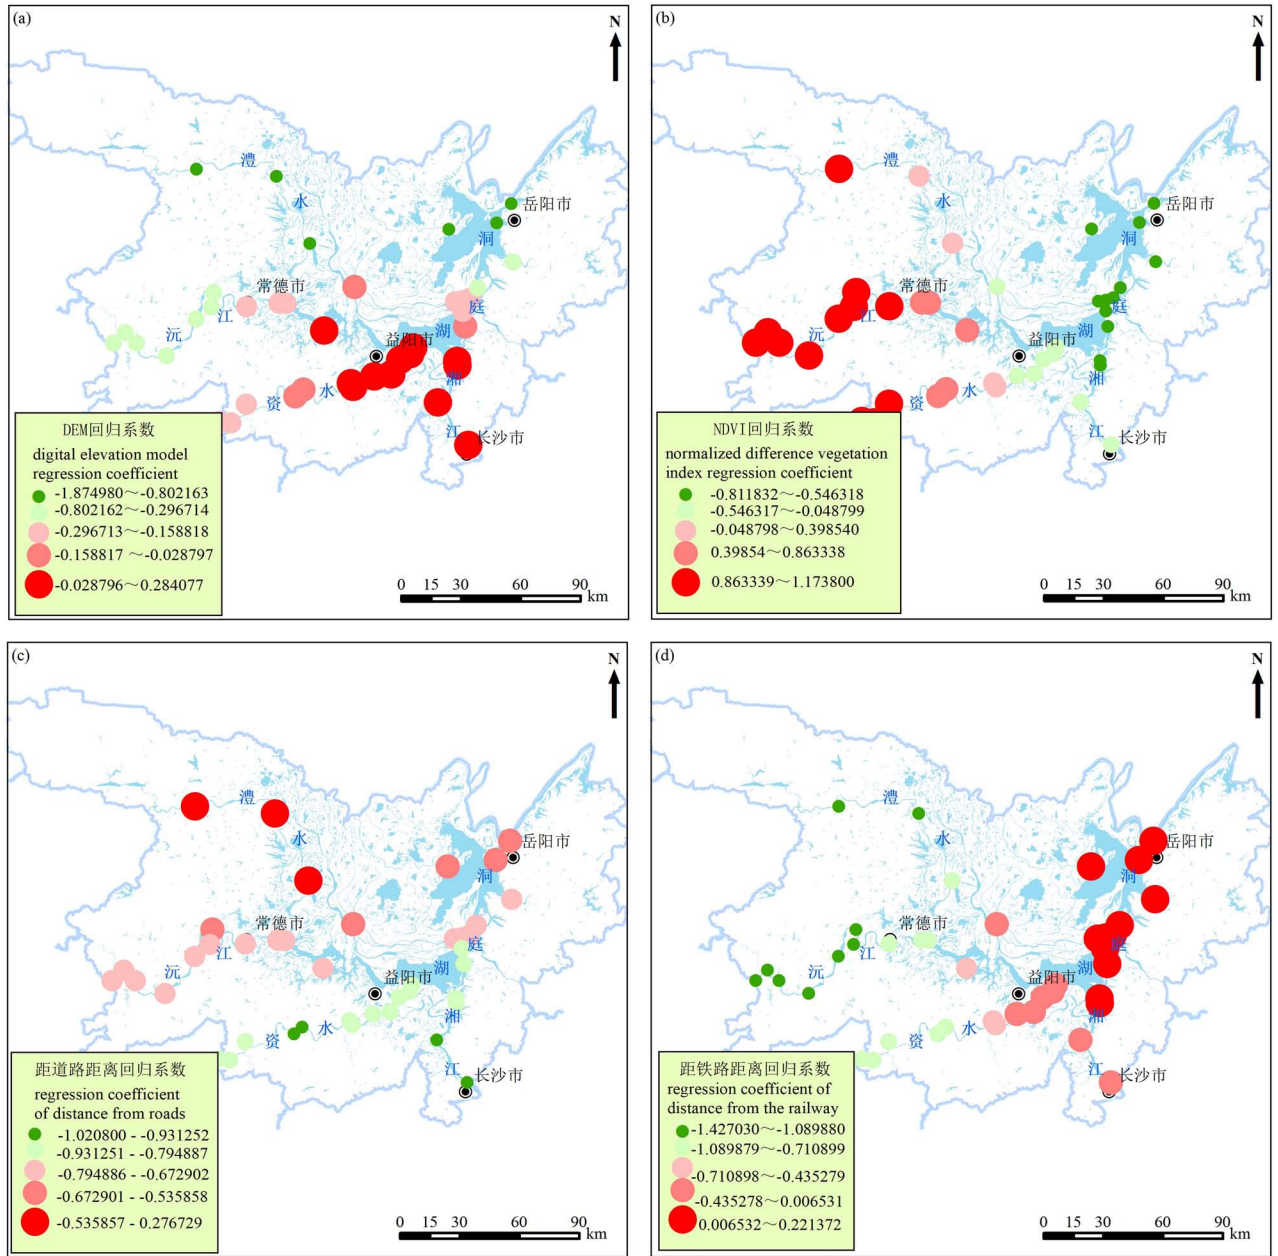 (a)
N
澧
水
岳阳市
洞
常德市
江
庭
沅
湖
益阳市
湘
资
水
江
长沙市
DEM回归系数
digital elevation model
regression coefficient
-1.874980～-0.802163
-0.802162～-0.296714
-0.296713～-0.158818
-0.158817 ～-0.028797
-0.028796～0.284077
0 30 60 90
km
(b)
N
澧
水
岳阳市
洞
常德市
江
庭
沅
湖
益阳市
湘
资
水
江
长沙市
NDVI回归系数
normalized difference vegetation
index regression coefficient
-0.811832～-0.546318
-0.546317～-0.048799
-0.048798～0.398540
0.39854～0.863338
0.863339～1.173800
0 30 60 90
km
(c)
N
澧
水
岳阳市
洞
常德市
江
庭
沅
湖
益阳市
湘
资
水
江
长沙市
距道路距离回归系数
regression coefficient
of distance from roads
-1.020800 - -0.931252
-0.931251 - -0.794887
-0.794886 - -0.672902
-0.672901 - -0.535858
-0.535857 - 0.276729
0 30 60 90
km
(d)
N
澧
水
岳阳市
洞
常德市
江
庭
沅
湖
益阳市
湘
资
水
江
长沙市
距铁路距离回归系数
regression coefficient of
distance from the railway
-1.427030～-1.089880
-1.089879～-0.710899
-0.710898～-0.435279
-0.435278～0.006531
0.006532～0.221372
0 30 60 90
km